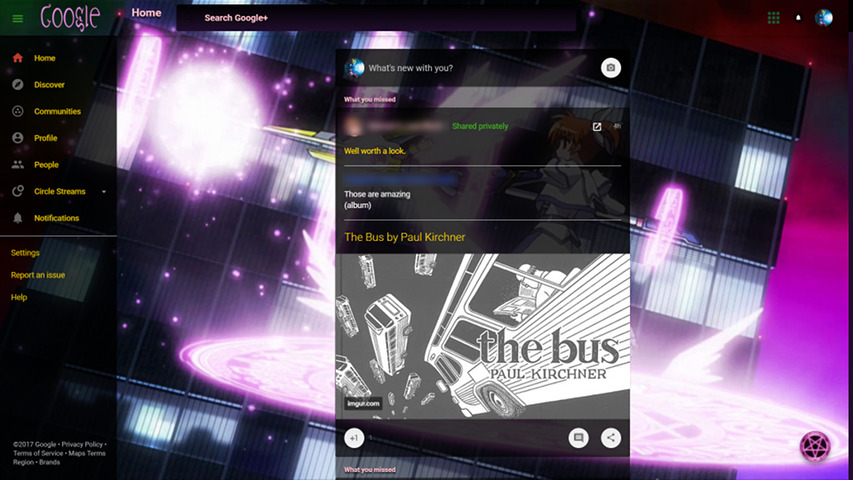 Google
Home
Search Google+
Home
Discover
Communities
Profile
People
Circle Streams
Notifications
Settings
Report an issue
Help
©2017 Google • Privacy Policy •
Terms of Service • Maps Terms
Region • Brands
What's new with you?
What you missed
Shared privately
8h
Well worth a look.
Those are amazing
(album)
The Bus by Paul Kirchner
the bus
PAUL KIRCHNER
imgur.com
+1
1
What you missed